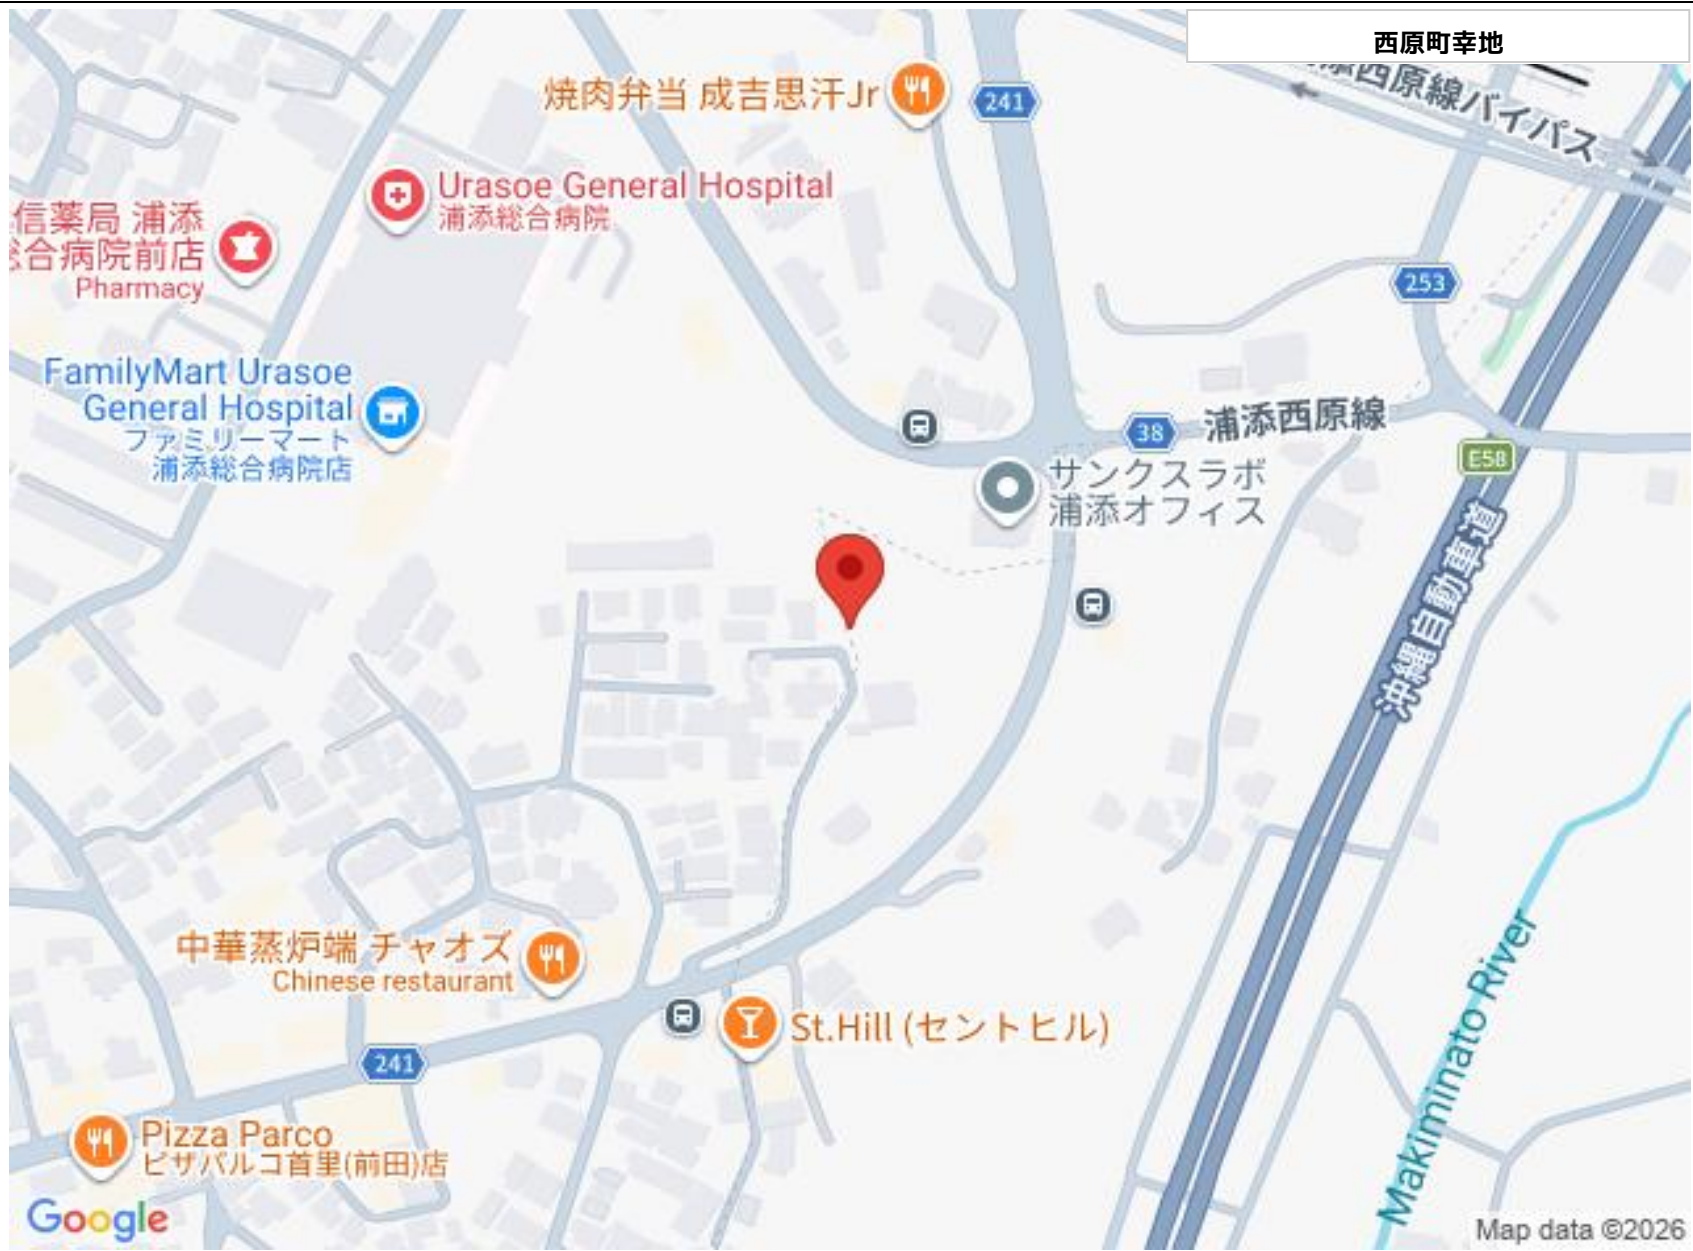 西原町幸地
焼肉弁当 成吉思汗Jr
241
西原線バイパス
Urasoe General Hospital
浦添総合病院
信薬局 浦添
合病院前店
Pharmacy
253
FamilyMart Urasoe
General Hospital
ファミリーマート
浦添総合病院店
38
浦添西原線
E58
サンクスラボ
浦添オフィス
沖縄自動車道
中華蒸炉端 チャオズ
Chinese restaurant
St.Hill (セントヒル)
241
Pizza Parco
ピザパルコ首里(前田)店
Makiminato River
Google
Map data ©2026